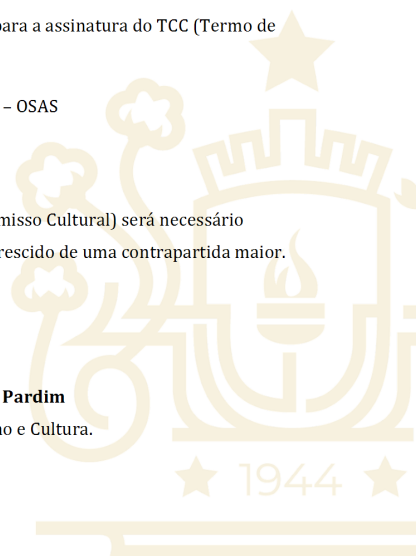 para a assinatura do TCC (Termo de
– OSAS
misso Cultural) será necessário
rescido de uma contrapartida maior.
Pardim
o e Cultura.
1944